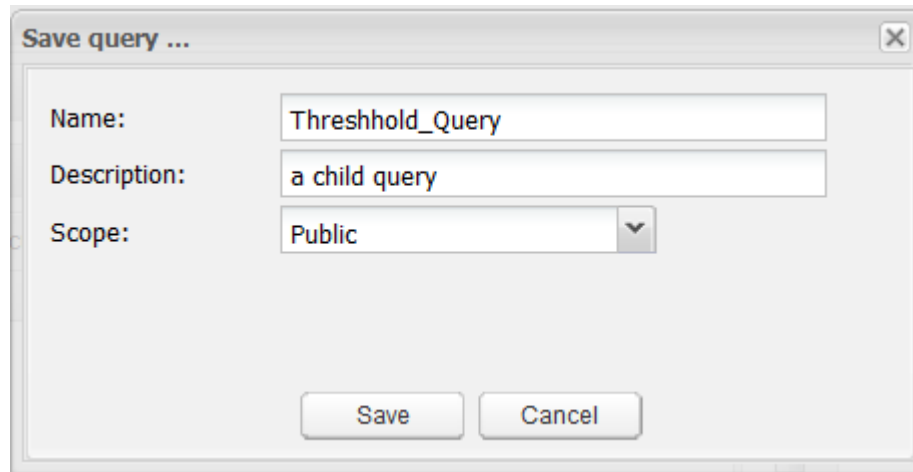 Save query ...
Name: Threshhold_Query
Description: a child query
Scope: Public
Save Cancel